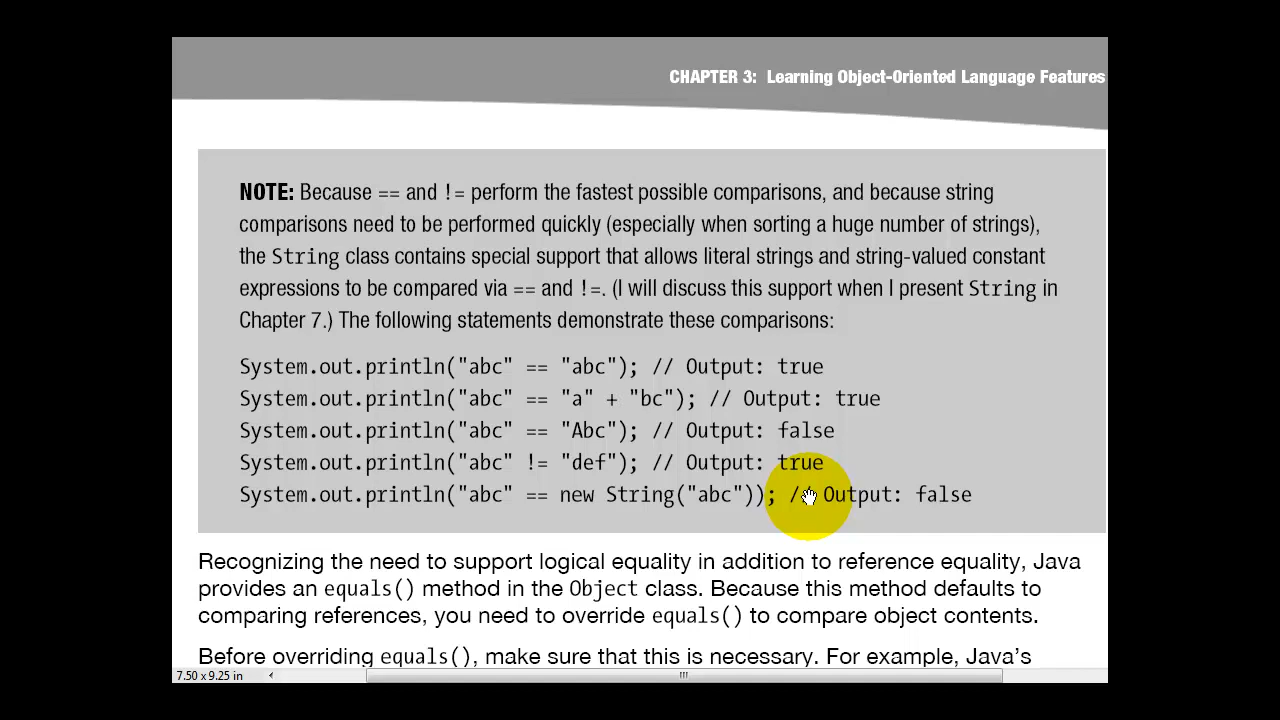 CHAPTER 3: Learning Object-Oriented Language Features
NOTE: Because == and != perform the fastest possible comparisons, and because string
comparisons need to be performed quickly (especially when sorting a huge number of strings),
the String class contains special support that allows literal strings and string-valued constant
expressions to be compared via == and !=. (I will discuss this support when I present String in
Chapter 7.) The following statements demonstrate these comparisons:
System.out.println("abc" == "abc"); // Output: true
System.out.println("abc" == "a" + "bc"); // Output: true
System.out.println("abc" == "Abc"); // Output: false
System.out.println("abc" != "def"); // Output: true
System.out.println("abc" == new String("abc")); // Output: false
Recognizing the need to support logical equality in addition to reference equality, Java
provides an equals() method in the Object class. Because this method defaults to
comparing references, you need to override equals() to compare object contents.
Before overriding equals(), make sure that this is necessary. For example, Java's
7.50 x 9.25 in